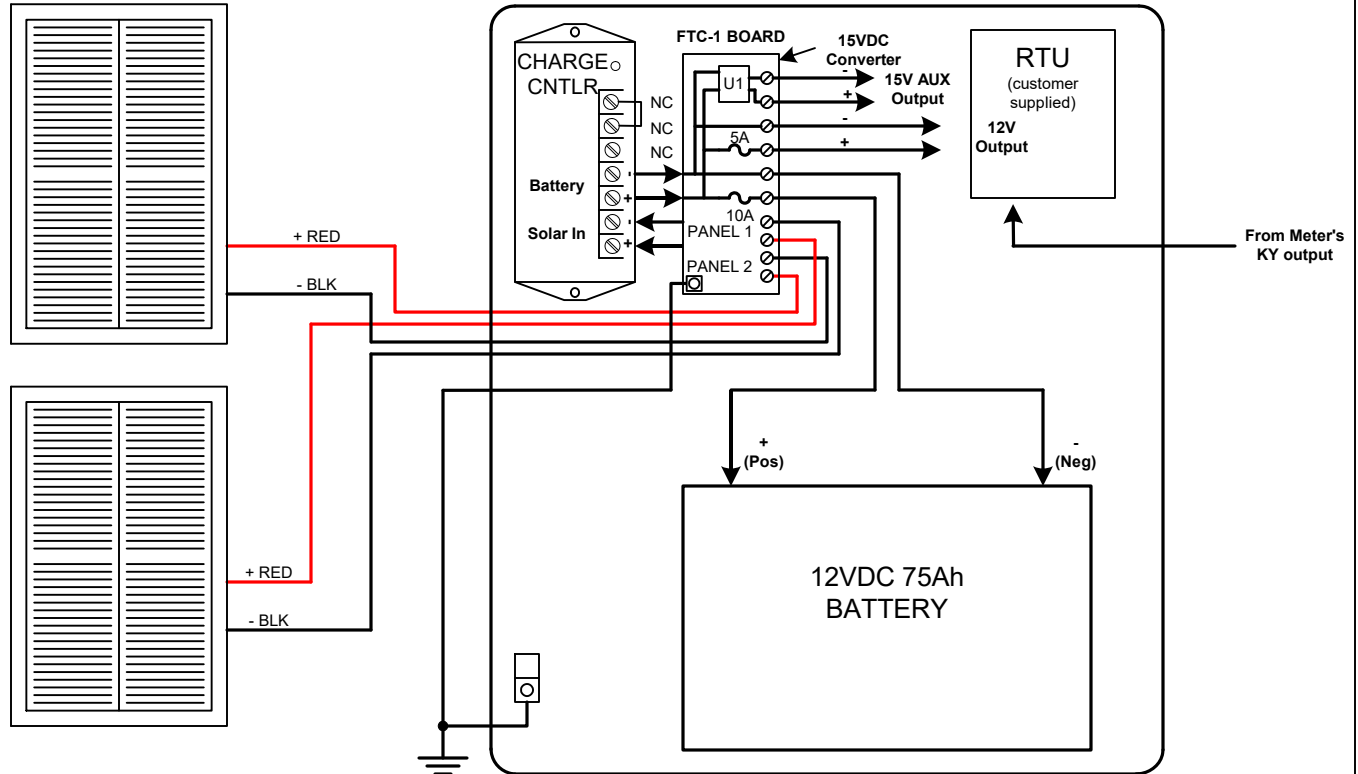 CHARGE
CNTLR
NC
NC
NC
Battery
-
+
Solar In
-
+
FTC-1 BOARD
15VDC
Converter
U1
-
15V AUX
+
Output
-
12V
5A
+
Output
10A
PANEL 1
PANEL 2
RTU
(customer
supplied)
From Meter's
KY output
+ RED
- BLK
+ RED
- BLK
+
(Pos)
-
(Neg)
12VDC 75Ah
BATTERY